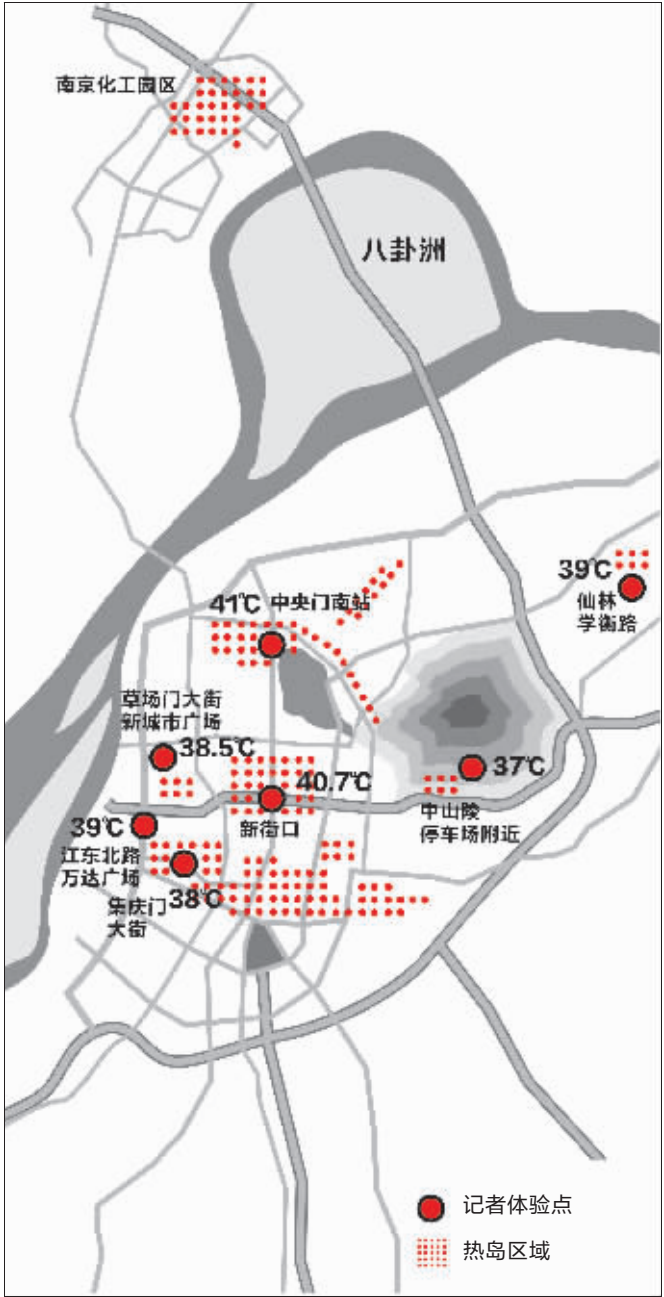 南京化工园区
八卦洲
39℃
仙林
学衡路
41℃ 中央门南站
草场门大街
新城市广场
38.5℃
40.7℃
新街口
37℃
中山陵
停车场附近
39℃
江东北路
万达广场
38℃
集庆门
大街
记者体验点
热岛区域